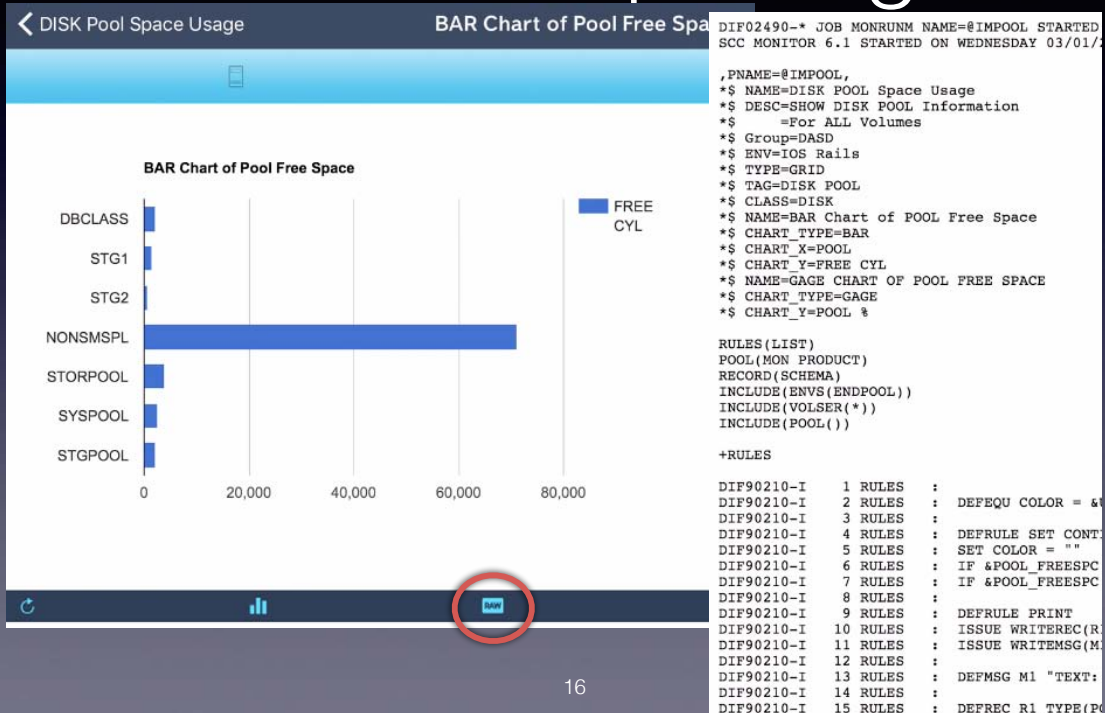 DISK Pool Space Usage
BAR Chart of Pool Free Spa
BAR Chart of Pool Free Space
FREE
CYL
DBCLASS
STG1
STG2
NONSMSPL
STORPOOL
SYSPOOL
STGPOOL
0 20,000 40,000 60,000 80,000
RAW
16
DIF02490-* JOB MONRUNM NAME=@IMPOOL STARTED
SCC MONITOR 6.1 STARTED ON WEDNESDAY 03/01/
,PNAME=@IMPOOL,
*$ NAME=DISK POOL Space Usage
*$ DESC=SHOW DISK POOL Information
*$ =For ALL Volumes
*$ Group=DASD
*$ ENV=IOS Rails
*$ TYPE=GRID
*$ TAG=DISK POOL
*$ CLASS=DISK
*$ NAME=BAR Chart of POOL Free Space
*$ CHART_TYPE=BAR
*$ CHART_X=POOL
*$ CHART_Y=FREE CYL
*$ NAME=GAGE CHART OF POOL FREE SPACE
*$ CHART_TYPE=GAGE
*$ CHART_Y=POOL %
RULES(LIST)
POOL(MON PRODUCT)
RECORD(SCHEMA)
INCLUDE(ENVS(ENDPOOL))
INCLUDE(VOLSER(*))
INCLUDE(POOL())
+RULES
DIF90210-I 1 RULES :
DIF90210-I 2 RULES : DEFEQU COLOR = &
DIF90210-I 3 RULES :
DIF90210-I 4 RULES : DEFRULE SET CONT
DIF90210-I 5 RULES : SET COLOR = ""
DIF90210-I 6 RULES : IF &POOL_FREESPC
DIF90210-I 7 RULES : IF &POOL_FREESPC
DIF90210-I 8 RULES :
DIF90210-I 9 RULES : DEFRULE PRINT
DIF90210-I 10 RULES : ISSUE WRITEREC(R
DIF90210-I 11 RULES : ISSUE WRITEMSG(M
DIF90210-I 12 RULES :
DIF90210-I 13 RULES : DEFMSG M1 "TEXT:
DIF90210-I 14 RULES :
DIF90210-I 15 RULES : DEFREC R1 TYPE(P